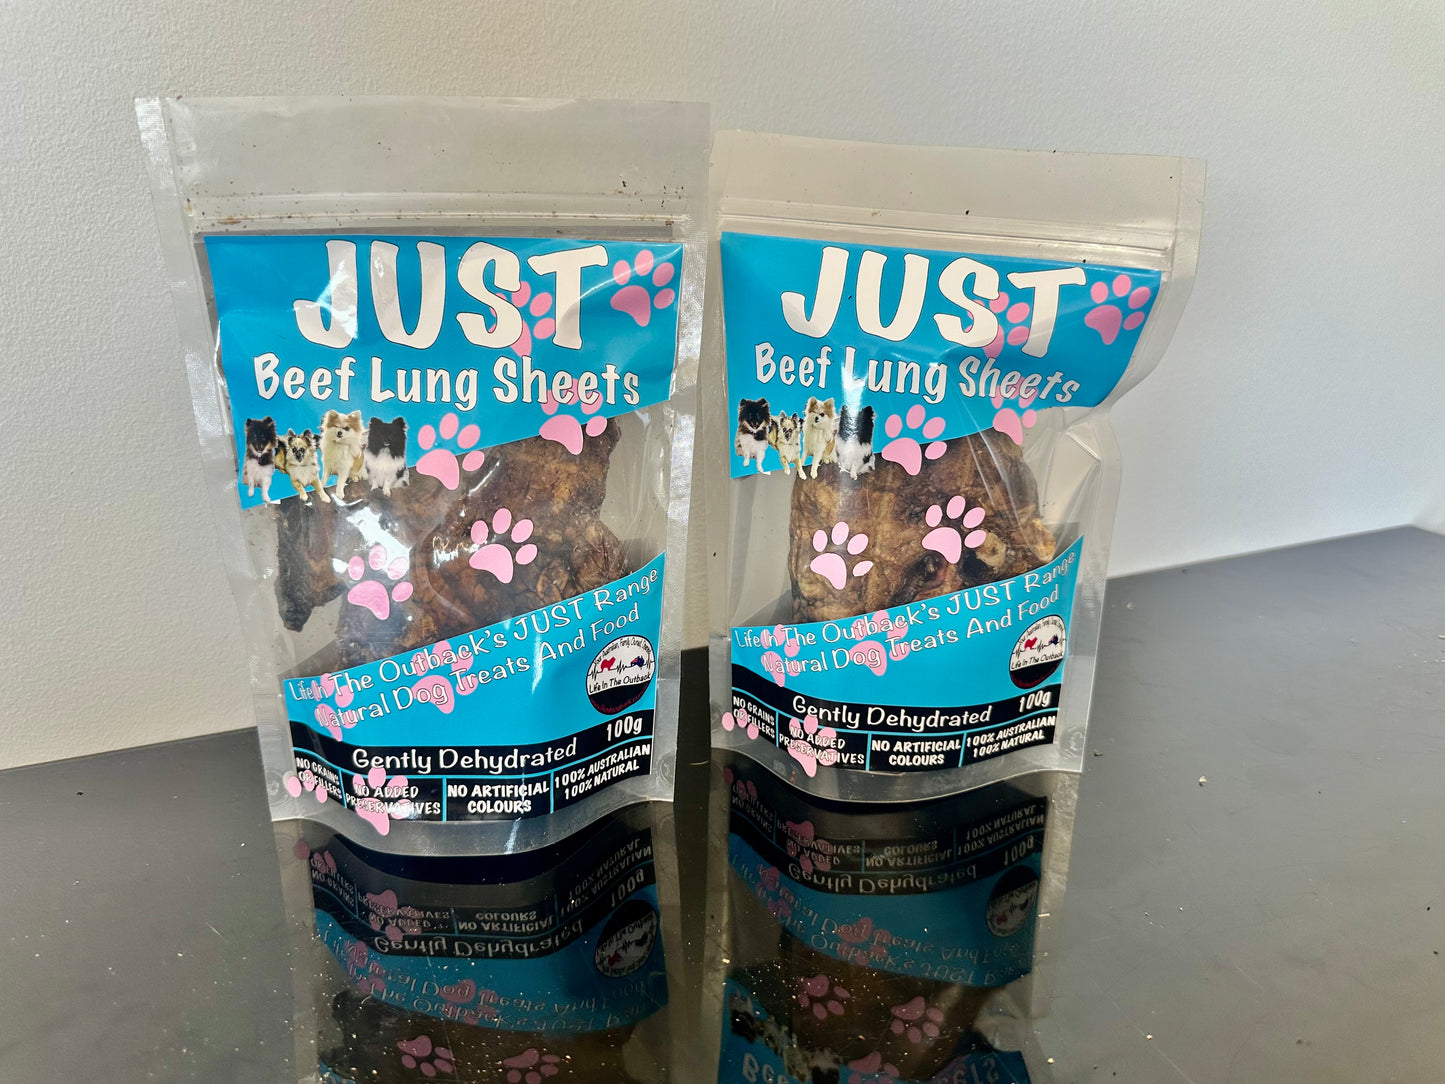 JUST
Beef Lung Sheets
Life In The Outback's JUST Range
Natural Dog Treats And Food
Life In The Outback
Gently Dehydrated 100g
NO GRAINS OR FILLERS
NO ADDED PRESERVATIVES
NO ARTIFICIAL COLOURS
100% AUSTRALIAN
100% NATURAL
JUST
Beef Lung Sheets
Life In The Outback's JUST Range
Natural Dog Treats And Food
Life In The Outback
Gently Dehydrated 100g
NO GRAINS OR FILLERS
NO ADDED PRESERVATIVES
NO ARTIFICIAL COLOURS
100% AUSTRALIAN
100% NATURAL